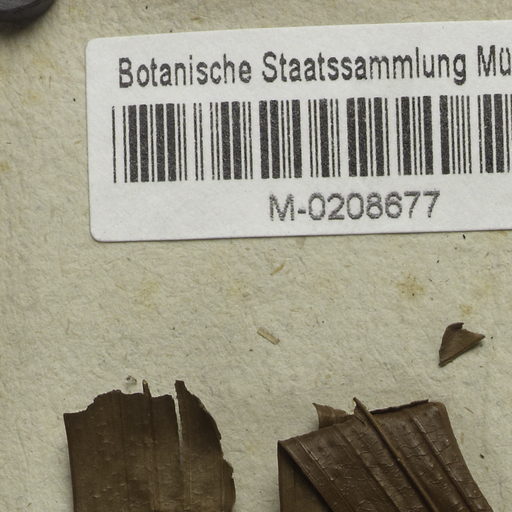 Botanische Staatssammlung Mü
M-0208677